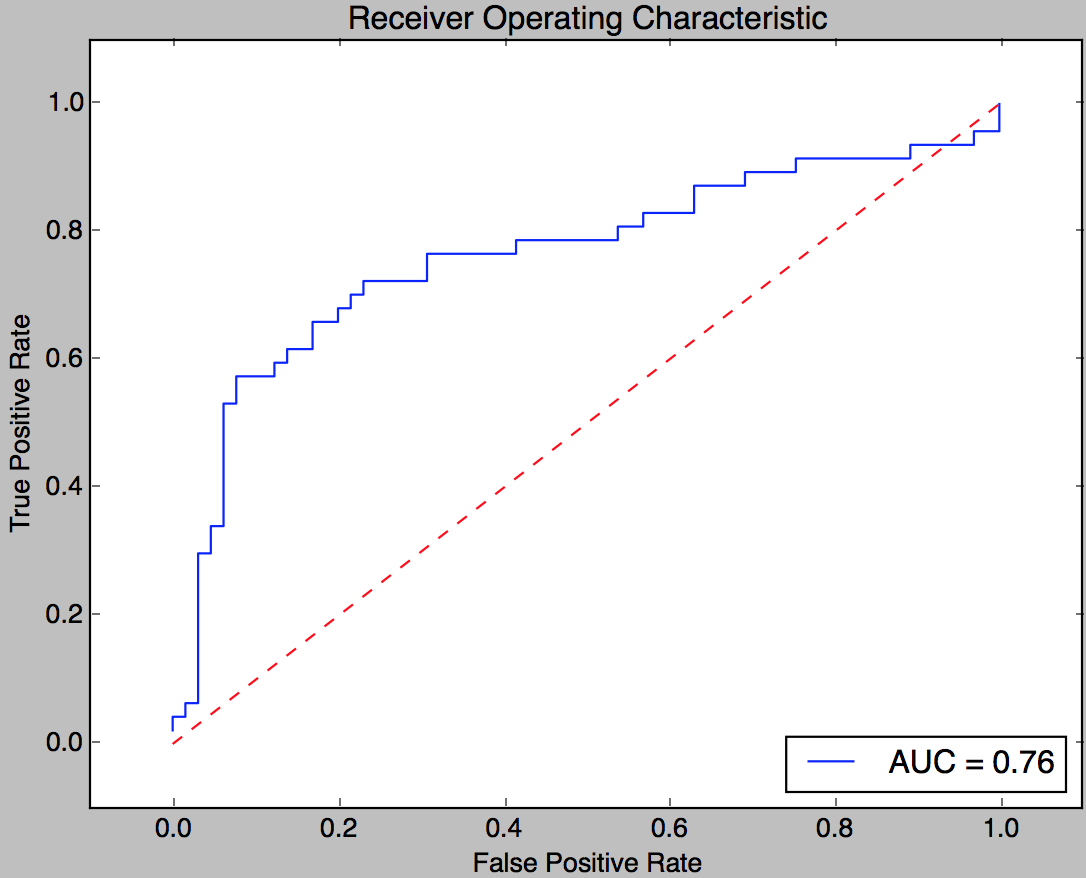 Receiver Operating Characteristic
1.0
0.8
0.6
0.4
0.2
0.0
True Positive Rate
AUC = 0.76
0.0 0.2 0.4 0.6 0.8 1.0
False Positive Rate